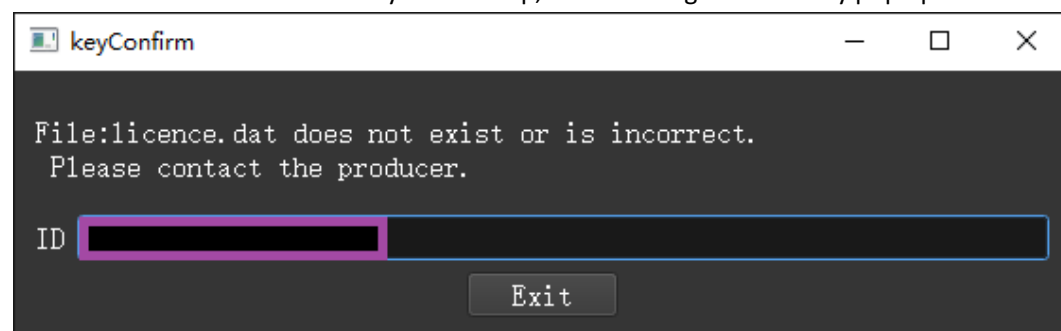 keyConfirm
File:licence.dat does not exist or is incorrect.
Please contact the producer.
ID
Exit